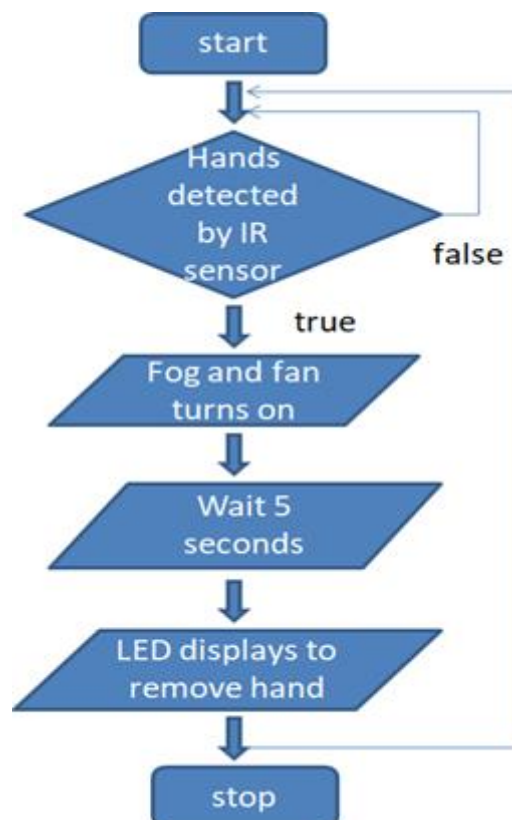 start
Hands
detected
by IR
sensor
false
true
Fog and fan
turns on
Wait 5
seconds
LED displays to
remove hand
stop